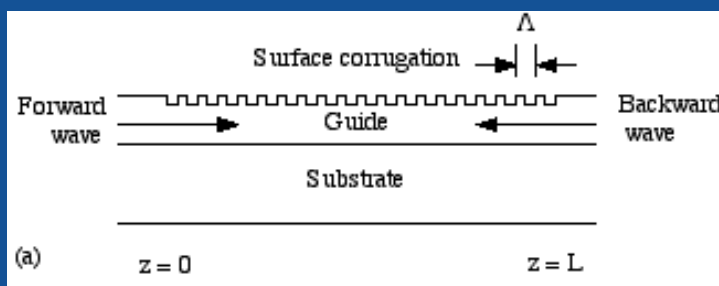 Λ
Surface corrugation
Forward
wave
Guide
Backward
wave
Substrate
(a)
z = 0
z = L